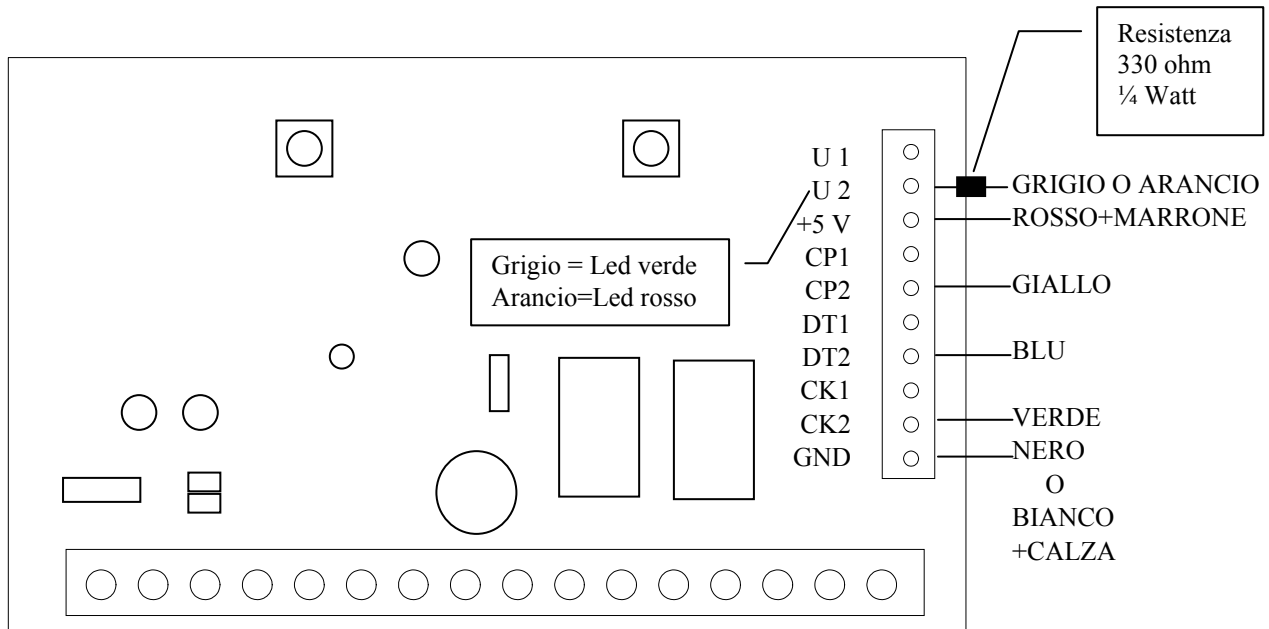 Resistenza
330 ohm
¼ Watt
U 1
U 2
GRIGIO O ARANCIO
+5 V
ROSSO+MARRONE
CP1
Grigio = Led verde
Arancio=Led rosso
CP2
GIALLO
DT1
DT2
BLU
CK1
CK2
VERDE
GND
NERO
O
BIANCO
+CALZA